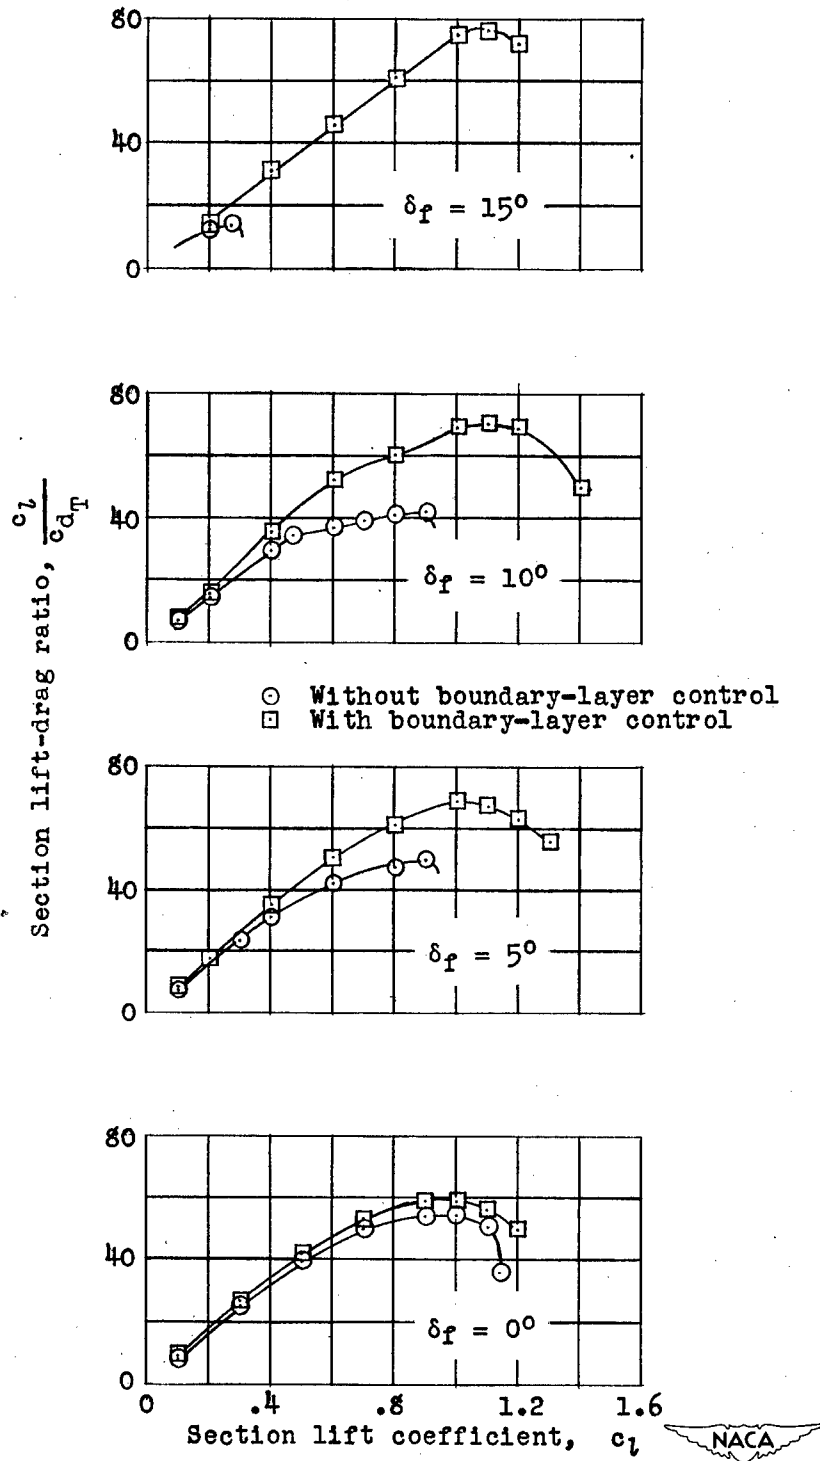 80
40
0
δf = 15°
80
40
0
δf = 10°
Section lift-drag ratio, cl/cdT
Without boundary-layer control
With boundary-layer control
80
40
0
δf = 5°
80
40
0
δf = 0°
0 .4 .8 1.2 1.6
Section lift coefficient, cl
NACA